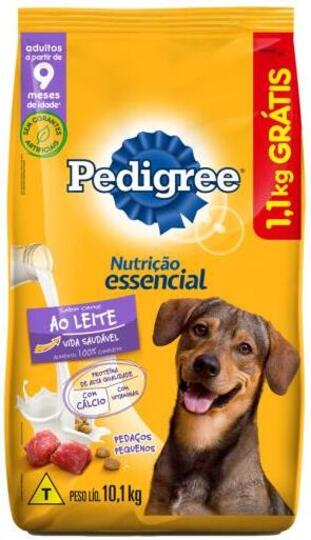 adultos
a partir de
9
meses
de idade*
SEM CORANTES
ARTIFICIAIS
1,1kg GRÁTIS
Pedigree®
Nutrição
essencial
SABOR CARNE
AO LEITE
VIDA SAUDÁVEL
ALIMENTO 100% COMPLETO
PROTEÍNA
DE ALTA QUALIDADE
COM
CÁLCIO
COM
VITAMINAS
PEDAÇOS
PEQUENOS
T
PESO LÍQ. 10,1kg